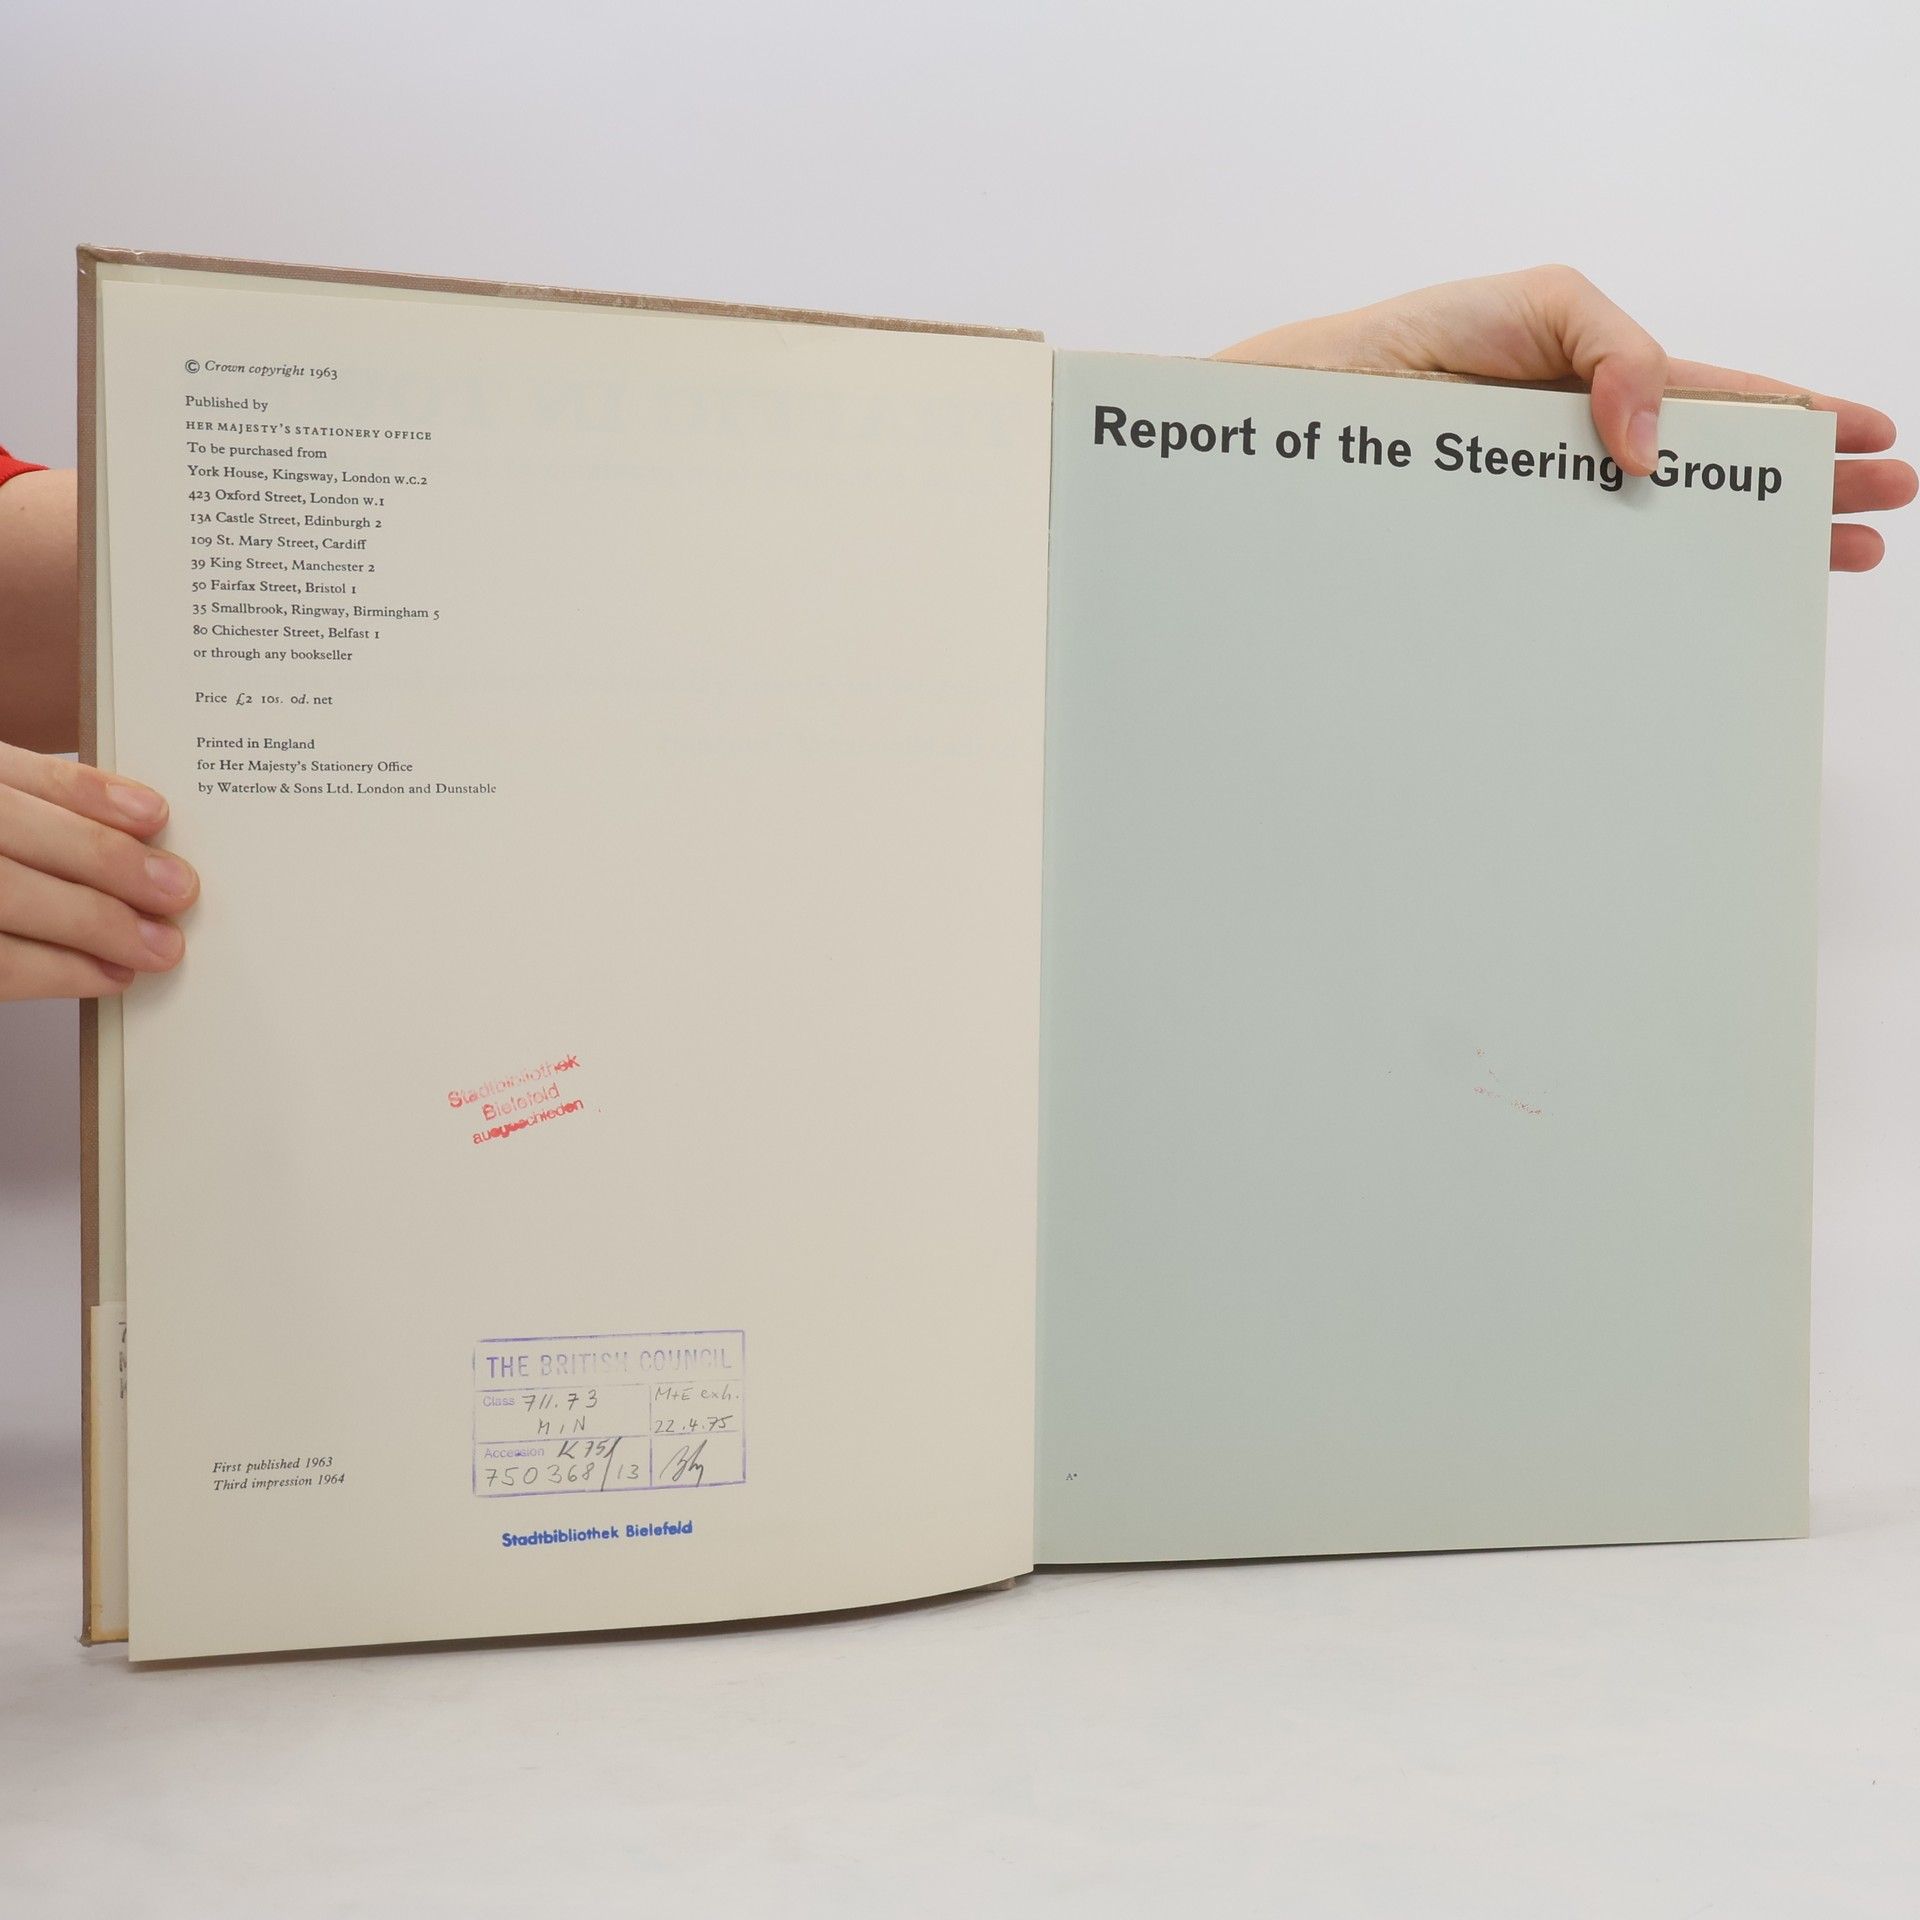 © Crown copyright 1963
Published by
HER MAJESTY'S STATIONERY OFFICE
To be purchased from
York House, Kingsway, London W.C.2
423 Oxford Street, London W.1
13A Castle Street, Edinburgh 2
109 St. Mary Street, Cardiff
39 King Street, Manchester 2
50 Fairfax Street, Bristol 1
35 Smallbrook, Ringway, Birmingham 5
80 Chichester Street, Belfast 1
or through any bookseller
Price £2 10s. 0d. net
Printed in England
for Her Majesty's Stationery Office
by Waterlow & Sons Ltd. London and Dunstable
Stadtbibliothek
Bielefeld
ausgeschieden
THE BRITISH COUNCIL
Class 711.73
MIN
M+E exh.
22.4.75
Accession K75/
750368/13
First published 1963
Third impression 1964
Stadtbibliothek Bielefeld
Report of the Steering Group
A*